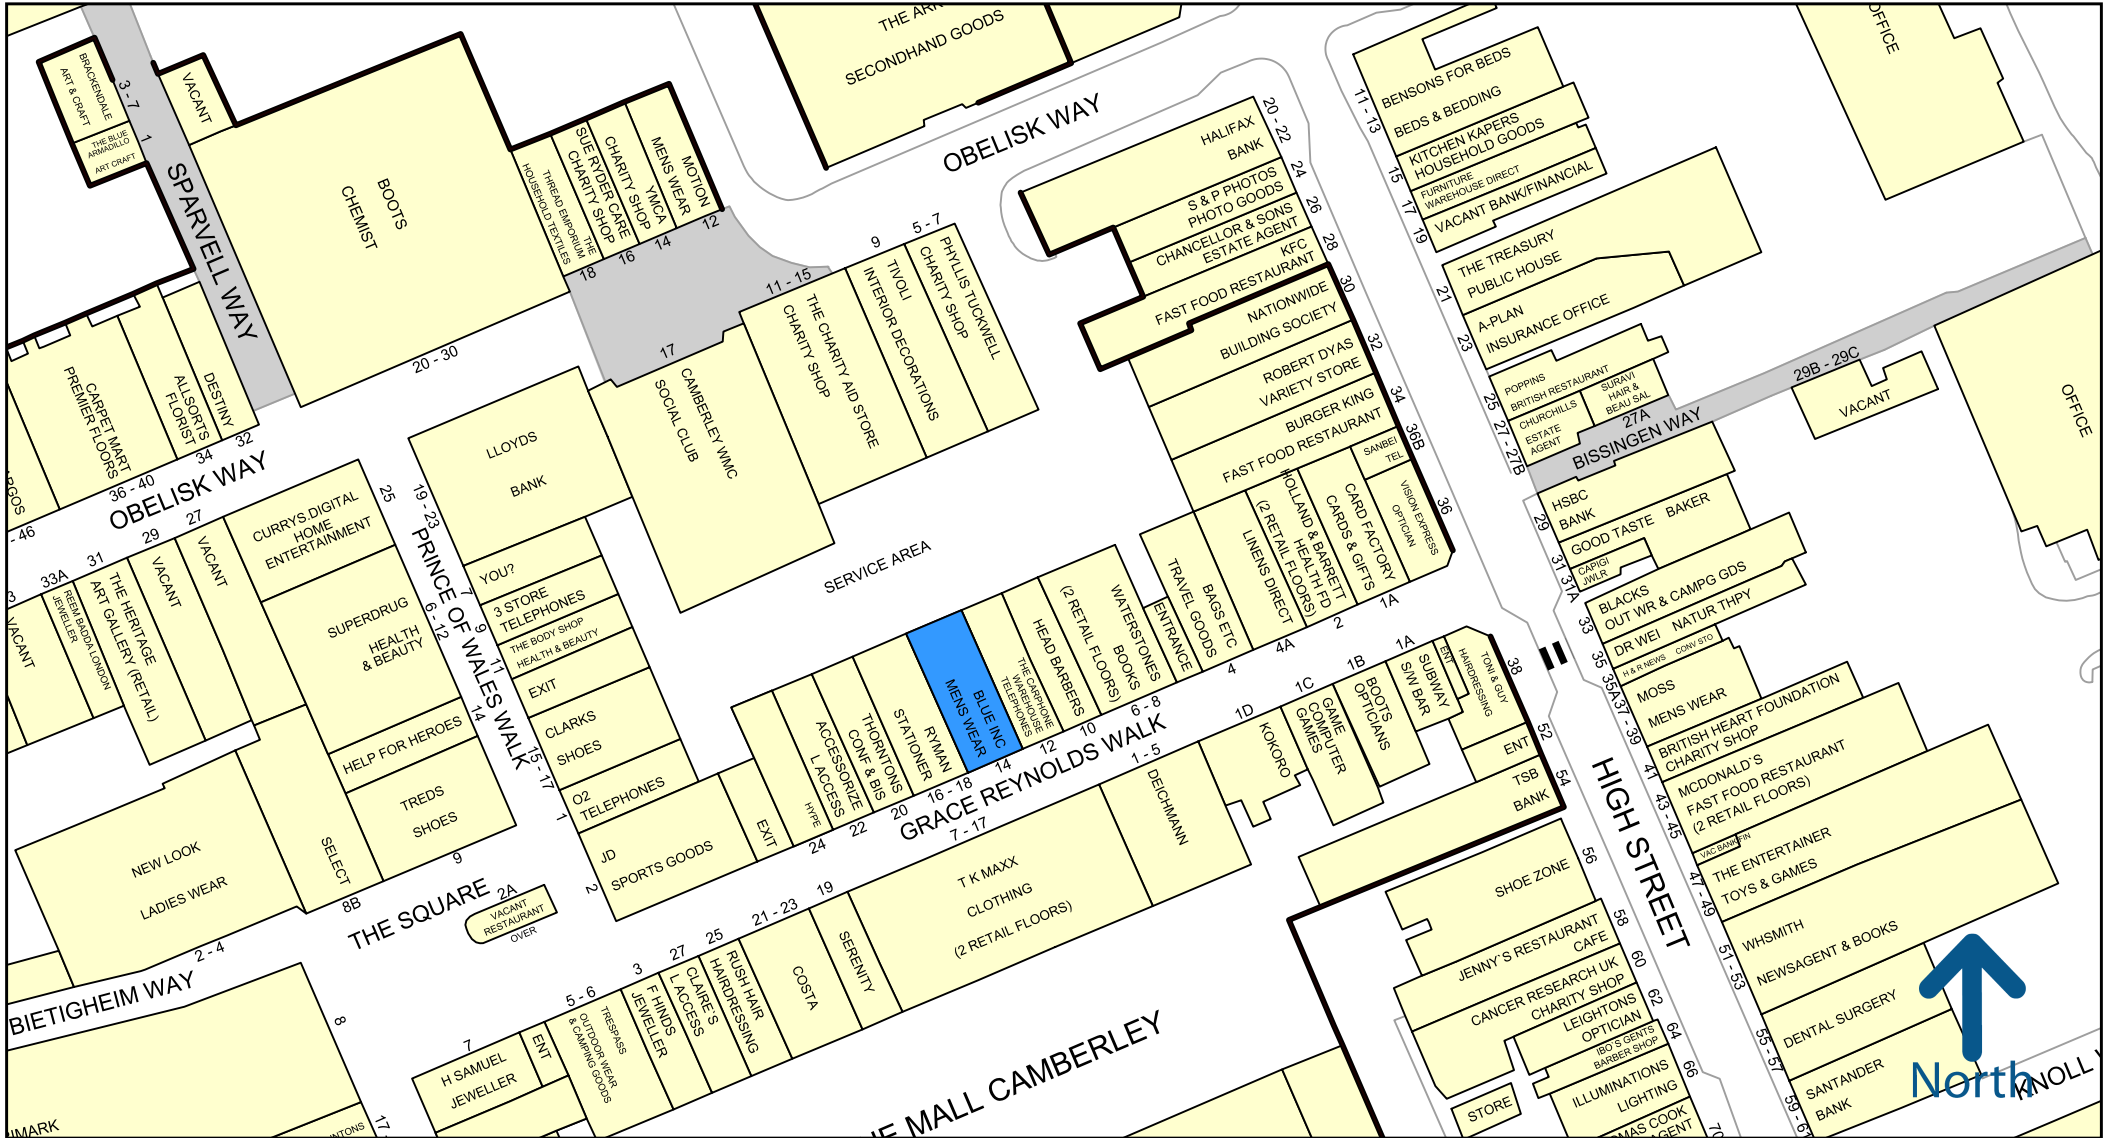 BRACKENDALE
ART & CRAFT
3 - 7
THE BLUE
ARMADILLO
ART CRAFT
1
VACANT
SPARVELL WAY
BOOTS
CHEMIST
20 - 30
THE
THREAD EMPORIUM
HOUSEHOLD TEXTILES
18
SUE RYDER CARE
CHARITY SHOP
16
YMCA
CHARITY SHOP
14
MOTION
MENS WEAR
12
SECONDHAND GOODS
OBELISK WAY
OFFICE
11 - 13
BENSONS FOR BEDS
BEDS & BEDDING
KITCHEN KAPERS
HOUSEHOLD GOODS
15
FURNITURE
WAREHOUSE DIRECT
17
VACANT BANK/FINANCIAL
19
20 - 22
HALIFAX
BANK
24
S & P PHOTOS
PHOTO GOODS
26
CHANCELLOR & SONS
ESTATE AGENT
28
KFC
FAST FOOD RESTAURANT
30
NATIONWIDE
BUILDING SOCIETY
32
ROBERT DYAS
VARIETY STORE
34
BURGER KING
FAST FOOD RESTAURANT
36B
SANBEI
TEL
36
VISION EXPRESS
OPTICIAN
THE TREASURY
PUBLIC HOUSE
21
A-PLAN
INSURANCE OFFICE
23
POPPINS
BRITISH RESTAURANT
25
CHURCHILLS
ESTATE
AGENT
SURAVI
HAIR &
BEAU SAL
27 - 27B
27A
BISSINGEN WAY
29B - 29C
VACANT
OFFICE
5 - 7
PHYLLIS TUCKWELL
CHARITY SHOP
9
TIVOLI
INTERIOR DECORATIONS
11 - 15
THE CHARITY AID STORE
CHARITY SHOP
17
CAMBERLEY WMC
SOCIAL CLUB
LLOYDS
BANK
19 - 23
CARPET MART
PREMIER FLOORS
36 - 40
ALLSORTS
FLORIST
34
DESTINY
32
OBELISK WAY
- 46
CURRYS.DIGITAL
HOME
ENTERTAINMENT
25
VACANT
27
VACANT
29
THE HERITAGE
ART GALLERY (RETAIL)
31
REEM BADDA LONDON
JEWELLER
33A
VACANT
3
SUPERDRUG
HEALTH
& BEAUTY
6 - 12
HELP FOR HEROES
14
TREDS
SHOES
9
SELECT
8B
NEW LOOK
LADIES WEAR
2 - 4
PRINCE OF WALES WALK
YOU?
7
3 STORE
TELEPHONES
9
THE BODY SHOP
HEALTH & BEAUTY
11
EXIT
CLARKS
SHOES
15 - 17
O2
TELEPHONES
1
JD
SPORTS GOODS
2
EXIT
HYPE
24
ACCESSORIZE
L ACCESS
22
THORNTONS
CONF & BIS
20
RYMAN
STATIONER
16 - 18
BLUE INC
MENS WEAR
14
THE CARPHONE
WAREHOUSE
TELEPHONES
12
HEAD BARBERS
10
WATERSTONES
BOOKS
(2 RETAIL FLOORS)
6 - 8
ENTRANCE
BAGS ETC
TRAVEL GOODS
4
LINENS DIRECT
4A
HOLLAND & BARRETT
HEALTH FD
(2 RETAIL FLOORS)
2
CARD FACTORY
CARDS & GIFTS
1A
SERVICE AREA
GRACE REYNOLDS WALK
HSBC
BANK
29
GOOD TASTE BAKER
31
CAPIGI
JWLR
31A
BLACKS
OUT WR & CAMPG GDS
33
DR WEI NATUR THPY
35
H & R NEWS CONV STO
35A
MOSS
MENS WEAR
37 - 39
BRITISH HEART FOUNDATION
CHARITY SHOP
41
MCDONALD`S
FAST FOOD RESTAURANT
(2 RETAIL FLOORS)
43 - 45
VAC BANK/FIN
THE ENTERTAINER
TOYS & GAMES
47 - 49
WHSMITH
NEWSAGENT & BOOKS
51 - 53
DENTAL SURGERY
55 - 57
SANTANDER
BANK
HIGH STREET
TONI & GUY
HAIRDRESSING
38
ENT
SUBWAY
S/W BAR
1A
BOOTS
OPTICIANS
1B
GAME
COMPUTER
GAMES
1C
KOKORO
1D
DEICHMANN
1 - 5
T K MAXX
CLOTHING
(2 RETAIL FLOORS)
7 - 17
SERENITY
19
COSTA
21 - 23
RUSH HAIR
HAIRDRESSING
25
CLAIRE`S
L ACCESS
27
F HINDS
JEWELLER
3
TRESPASS
OUTDOOR WEAR
& CAMPING GOODS
5 - 6
ENT
H SAMUEL
JEWELLER
7
THE SQUARE
2A
VACANT
RESTAURANT
OVER
BIETIGHEIM WAY
8
ENT
52
TSB
BANK
54
SHOE ZONE
56
JENNY`S RESTAURANT
CAFE
58
CANCER RESEARCH UK
CHARITY SHOP
60
LEIGHTONS
OPTICIAN
62
IBO`S GENTS
BARBER SHOP
64
ILLUMINATIONS
LIGHTING
66
STORE
MALL CAMBERLEY
North
KNOLL